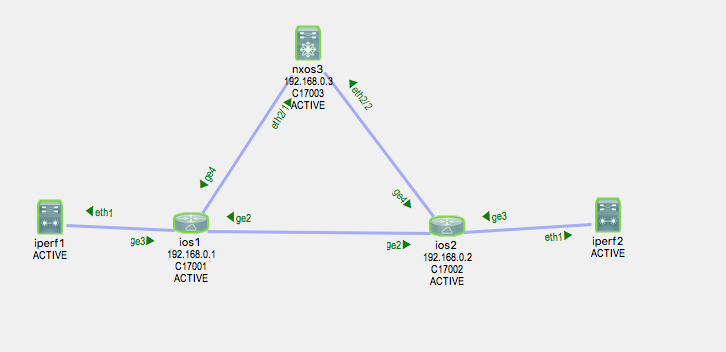 nxos3
192.168.0.3
C17003
ACTIVE
eth2/1
eth2/2
ge4
ge4
iperf1
ACTIVE
eth1
ge3
ios1
192.168.0.1
C17001
ACTIVE
ge2
ge2
ios2
192.168.0.2
C17002
ACTIVE
ge3
eth1
iperf2
ACTIVE